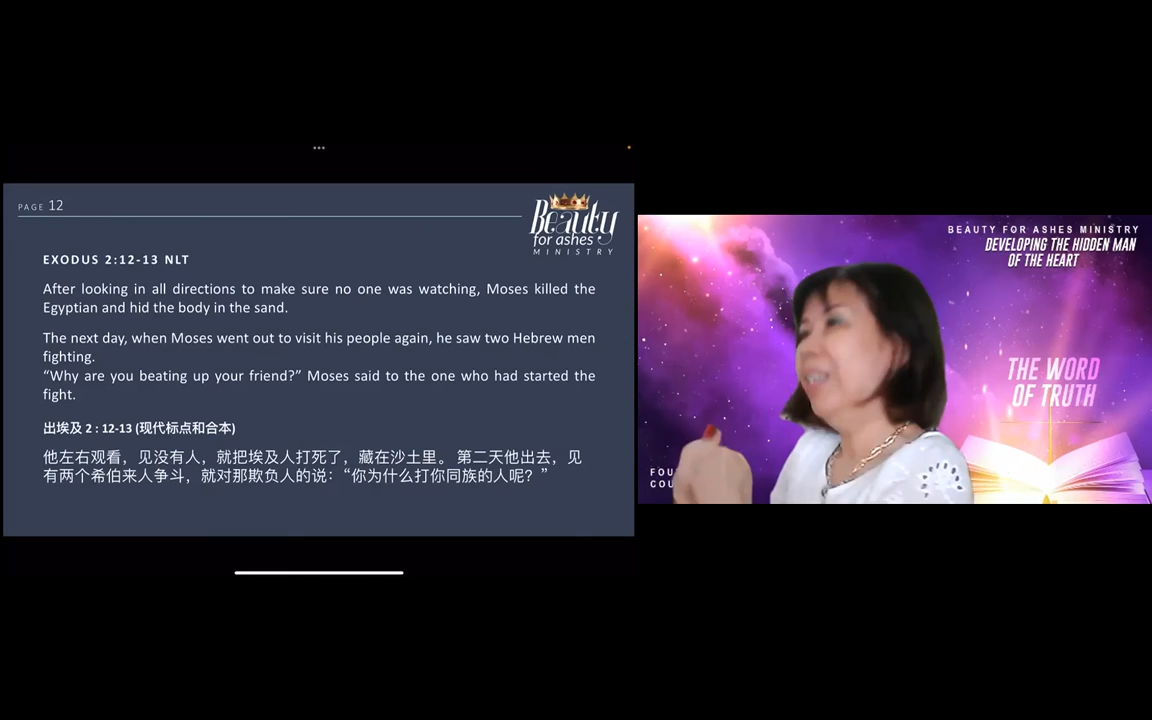 PAGE 12
Beauty
for ashes
MINISTRY
EXODUS 2:12-13 NLT
After looking in all directions to make sure no one was watching, Moses killed the
Egyptian and hid the body in the sand.
The next day, when Moses went out to visit his people again, he saw two Hebrew men
fighting.
“Why are you beating up your friend?” Moses said to the one who had started the
fight.
出埃及 2 : 12-13 (现代标点和合本)
他左右观看，见没有人，就把埃及人打死了，藏在沙土里。 第二天他出去，见
有两个希伯来人争斗，就对那欺负人的说：“你为什么打你同族的人呢？”
BEAUTY FOR ASHES MINISTRY
DEVELOPING THE HIDDEN MAN
OF THE HEART
THE WORD
OF TRUTH
FOU
COU